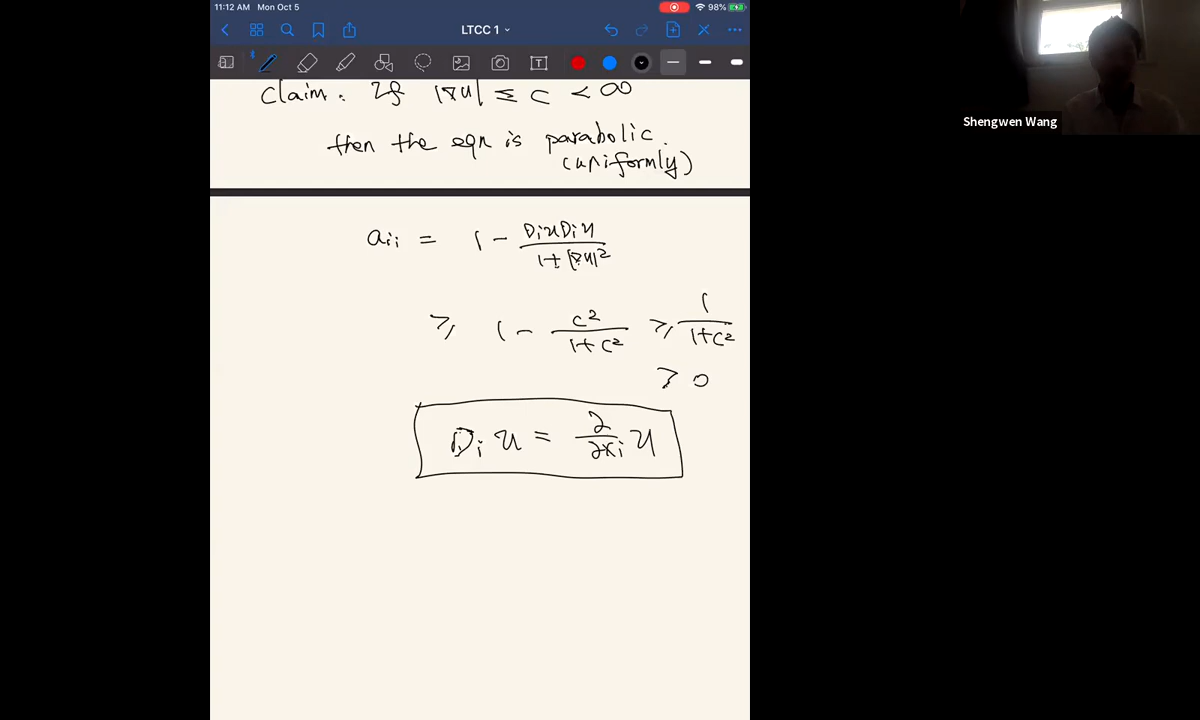 11:12 AM Mon Oct 5
98%
LTCC 1
T
Claim. If |∇u| ≤ c < ∞
then the eqn is parabolic.
(uniformly)
aii = 1 - DiuDiu / 1+|∇u|²
≥ 1 - c² / 1+c² ≥ 1 / 1+c²
> 0
Di u = ∂/∂xi u
Shengwen Wang